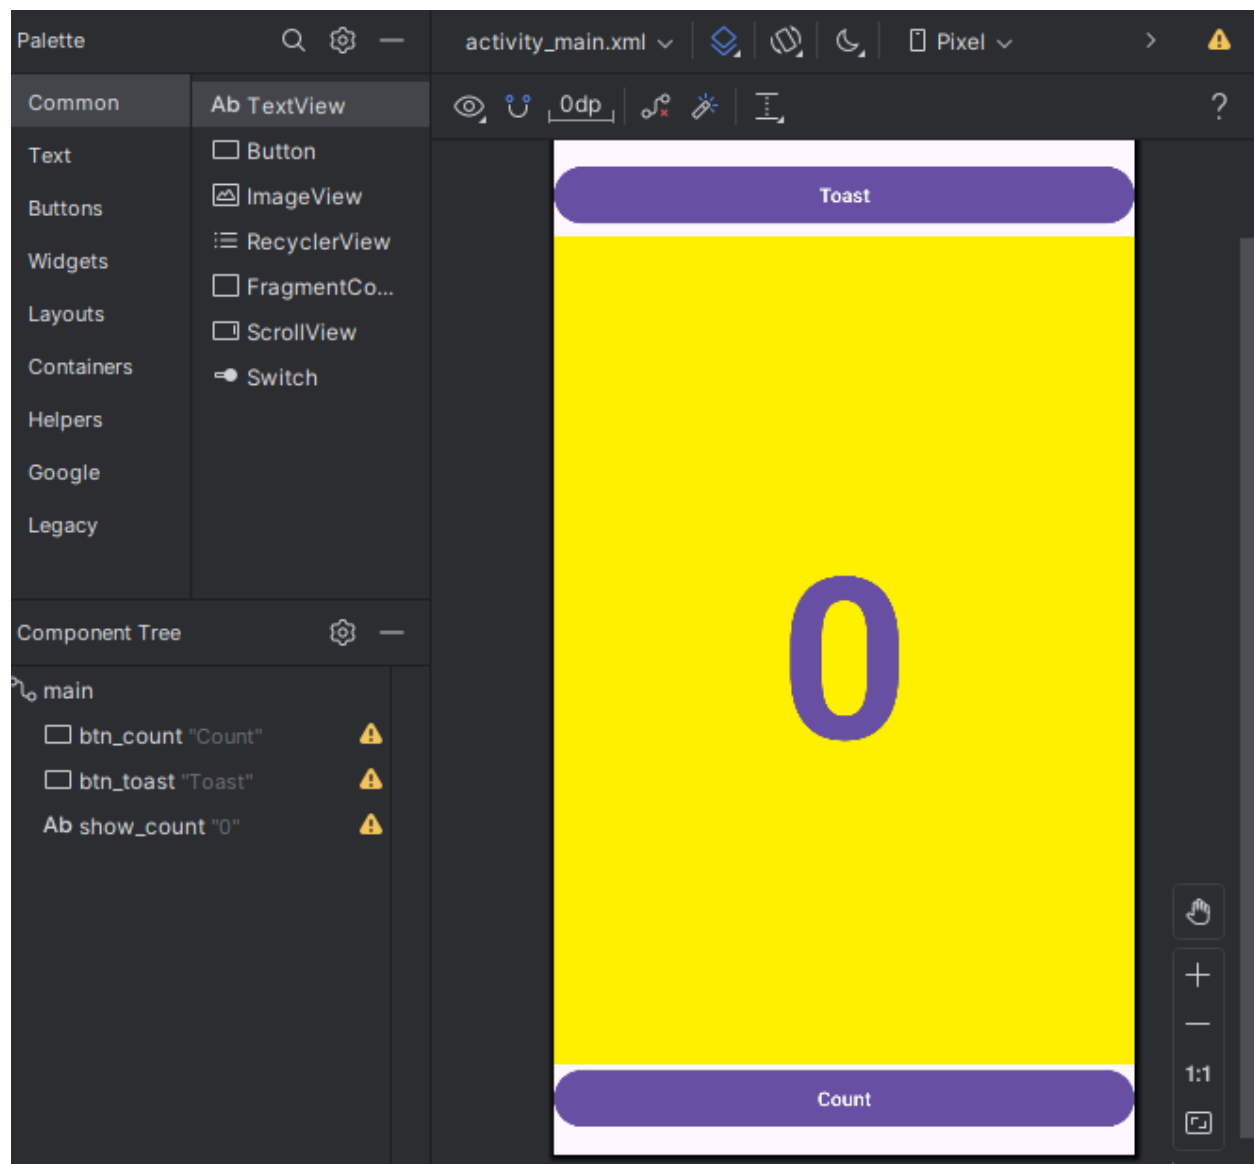 Palette
activity_main.xml
Pixel
Common
Text
Buttons
Widgets
Layouts
Containers
Helpers
Google
Legacy
Ab TextView
Button
ImageView
RecyclerView
FragmentCo...
ScrollView
Switch
0dp
?
Toast
0
Count
Component Tree
main
btn_count "Count"
btn_toast "Toast"
Ab show_count "0"
1:1